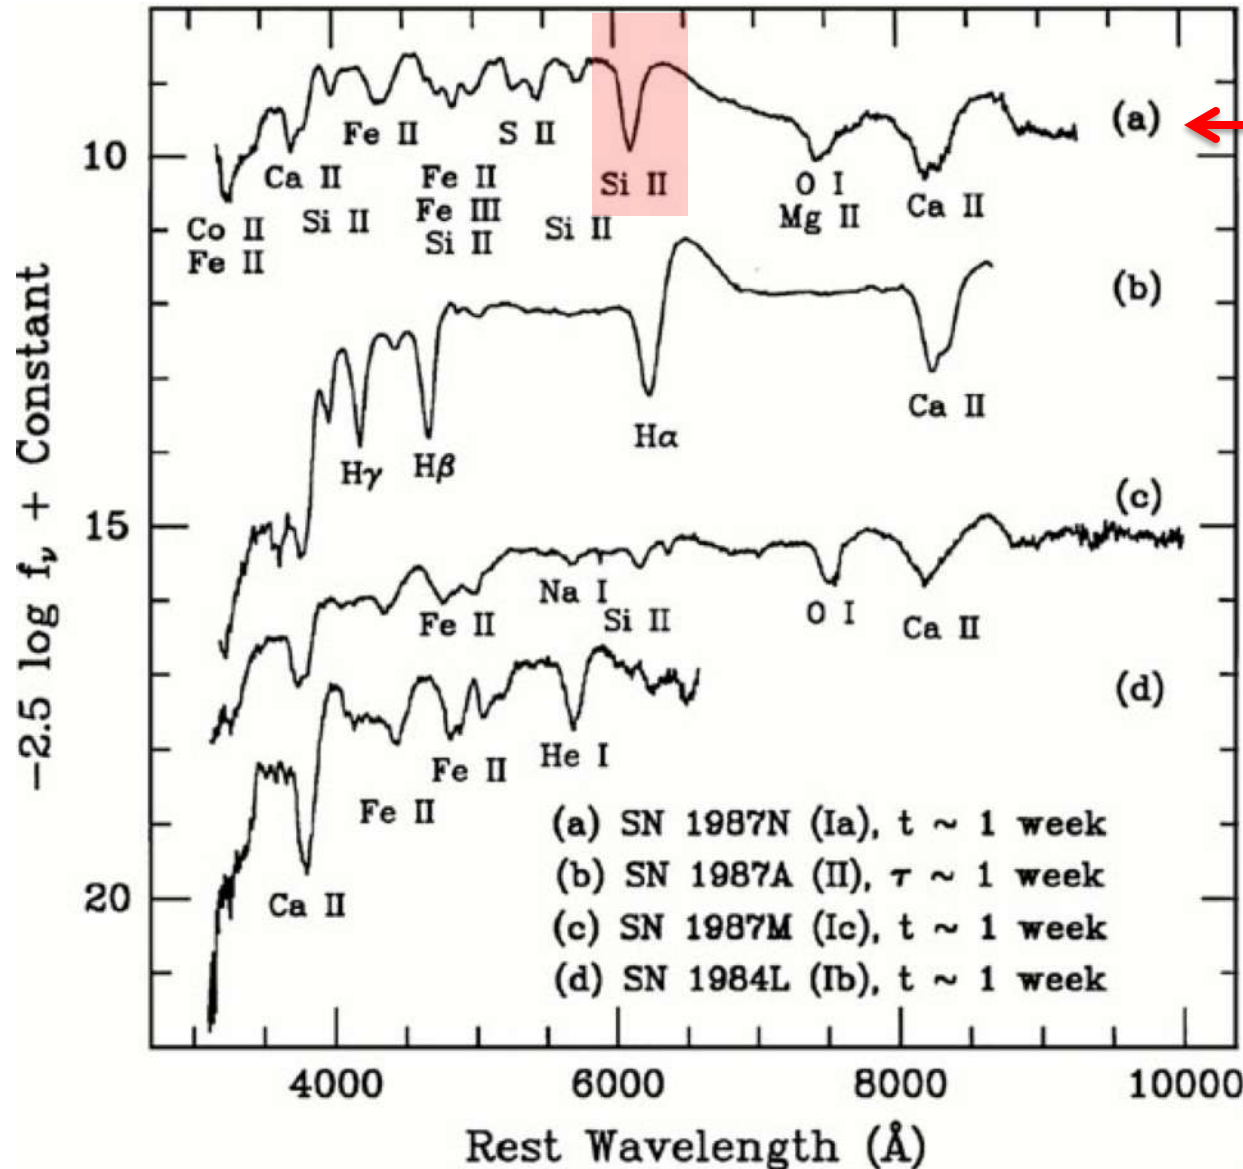 (a)
10
Fe II
S II
Ca II
Fe II
Si II
O I
Si II
Fe III
Mg II
Ca II
Co II
Si II
Si II
Fe II
(b)
Ca II
Hα
Hγ
Hβ
(c)
15
Na I
Fe II
Si II
O I
Ca II
(d)
He I
Fe II
Fe II
Ca II
20
(a) SN 1987N (Ia), t ~ 1 week
(b) SN 1987A (II), τ ~ 1 week
(c) SN 1987M (Ic), t ~ 1 week
(d) SN 1984L (Ib), t ~ 1 week
−2.5 log fν + Constant
4000
6000
8000
10000
Rest Wavelength (Å)